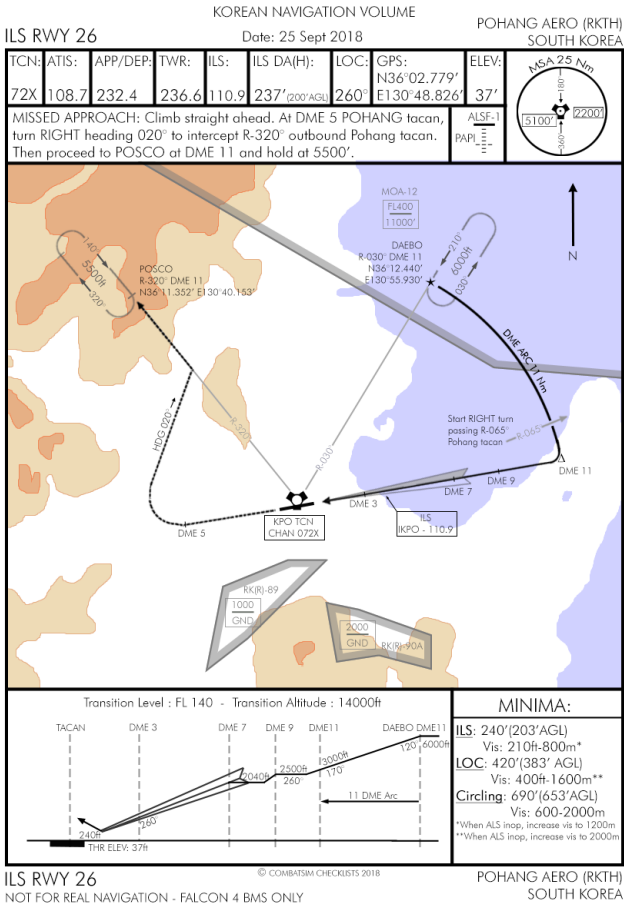 KOREAN NAVIGATION VOLUME
ILS RWY 26
Date: 25 Sept 2018
POHANG AERO (RKTH)
SOUTH KOREA
TCN: ATIS: APP/DEP: TWR: ILS: ILS DA(H): LOC: GPS: ELEV:
72X 108.7 232.4 236.6 110.9 237’(200’AGL) 260° N36°02.779’ E130°48.826’ 37’
MISSED APPROACH: Climb straight ahead. At DME 5 POHANG tacan,
turn RIGHT heading 020° to intercept R-320° outbound Pohang tacan.
Then proceed to POSCO at DME 11 and hold at 5500’.
ALSF-1
PAPI
MSA 25 Nm
180°
5100’
2200’
360°
MOA-12
FL400
11000’
DAEBO
R-030° DME 11
N36°12.440’
E130°55.930’
210°
6000ft
030°
N
140°
5500ft
320°
POSCO
R-320° DME 11
N36°11.352’ E130°40.153’
DME ARC 11 Nm
Start RIGHT turn
passing R-065°
Pohang tacan
R-065°
HDG 020°
R-320°
R-030°
DME 11
DME 9
DME 7
DME 3
DME 5
KPO TCN
CHAN 072X
ILS
IKPO - 110.9
RK(R)-89
1000
GND
2000
GND
RK(R)-90A
Transition Level : FL 140 - Transition Altitude : 14000ft
TACAN DME 3 DME 7 DME 9 DME11 DAEBO DME11
120° 6000ft
3000ft
170°
2500ft
260°
2040ft
11 DME Arc
260°
240ft
THR ELEV: 37ft
MINIMA:
ILS: 240’(203’AGL)
Vis: 210ft-800m*
LOC: 420’(383’ AGL)
Vis: 400ft-1600m**
Circling: 690’(653’AGL)
Vis: 600-2000m
*When ALS inop, increase vis to 1200m
**When ALS inop, increase vis to 2000m
ILS RWY 26
© COMBATSIM CHECKLISTS 2018
POHANG AERO (RKTH)
NOT FOR REAL NAVIGATION - FALCON 4 BMS ONLY
SOUTH KOREA